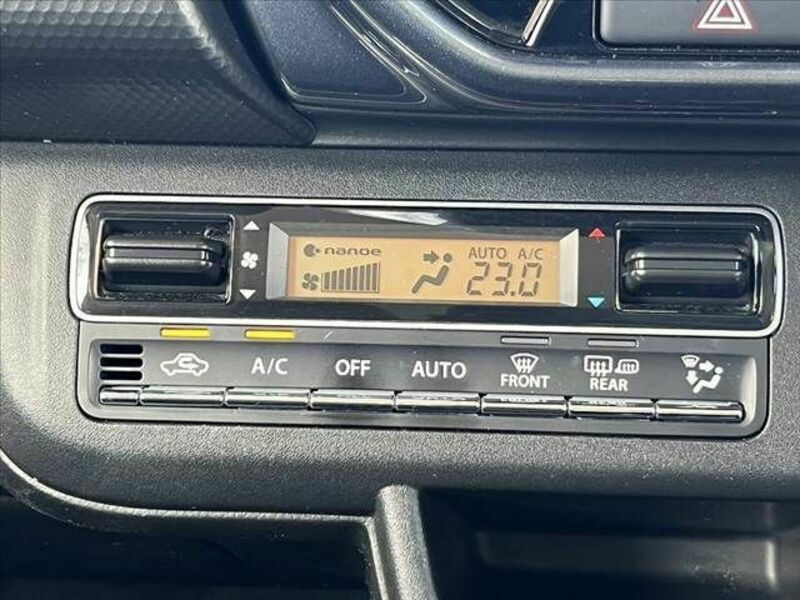 nanoe
AUTO A/C
23.0
A/C OFF AUTO FRONT REAR